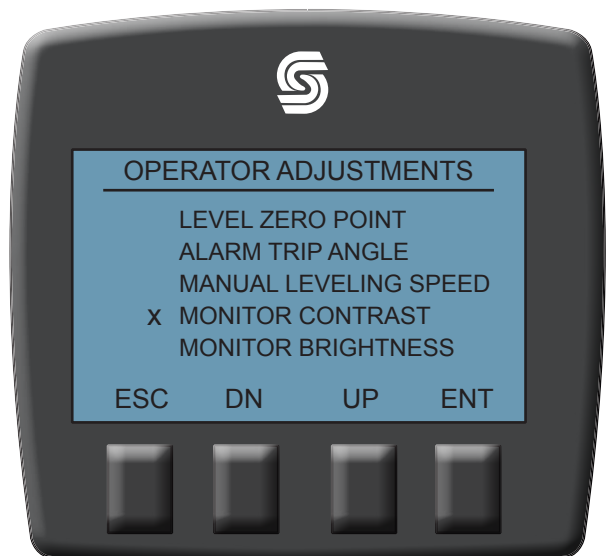 OPERATOR ADJUSTMENTS
LEVEL ZERO POINT
ALARM TRIP ANGLE
MANUAL LEVELING SPEED
x MONITOR CONTRAST
MONITOR BRIGHTNESS
ESC DN UP ENT